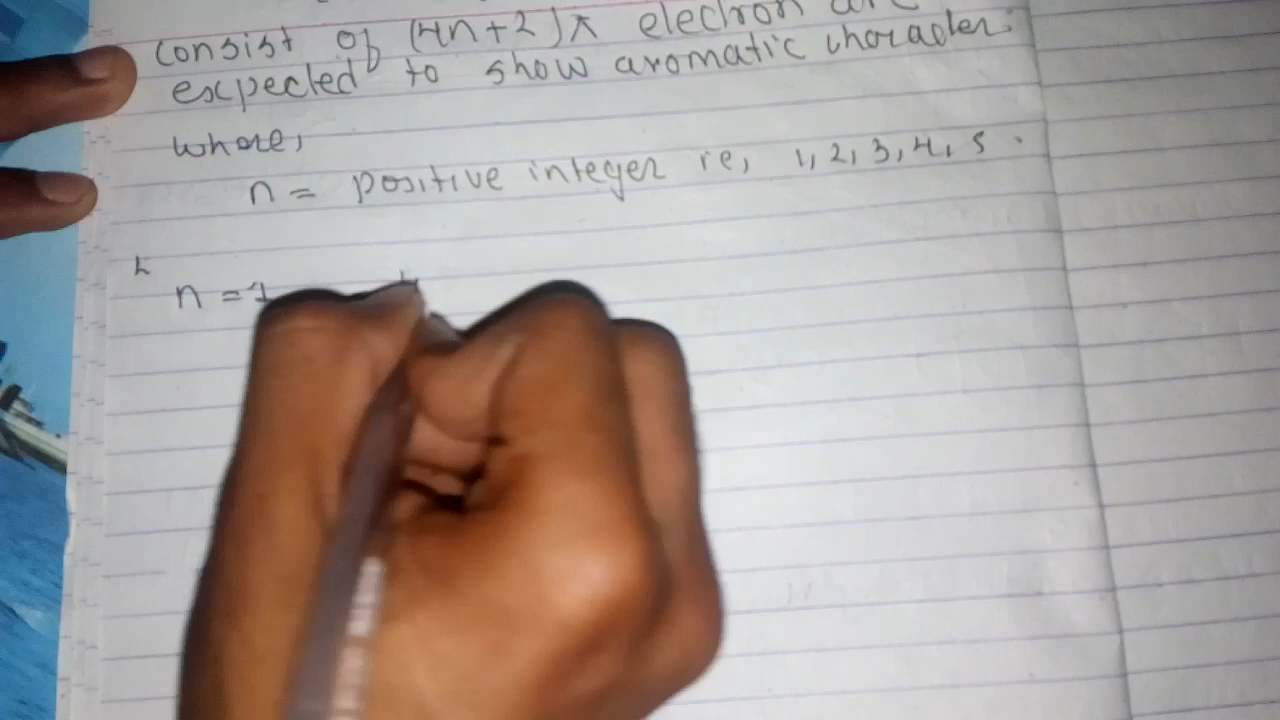 consist of (4n+2)π electron are
expected to show aromatic character.
where,
n = positive integer ie, 1, 2, 3, 4, 5.
n = 1